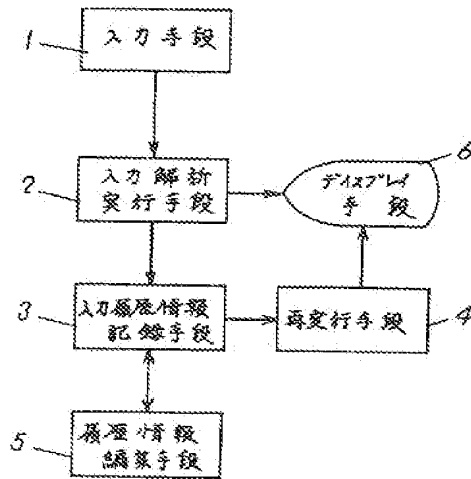 1
入力手段
6
2
入力解析
実行手段
ディスプレイ
手段
3
入力履歴情報
記録手段
再実行手段
4
5
履歴情報
編集手段